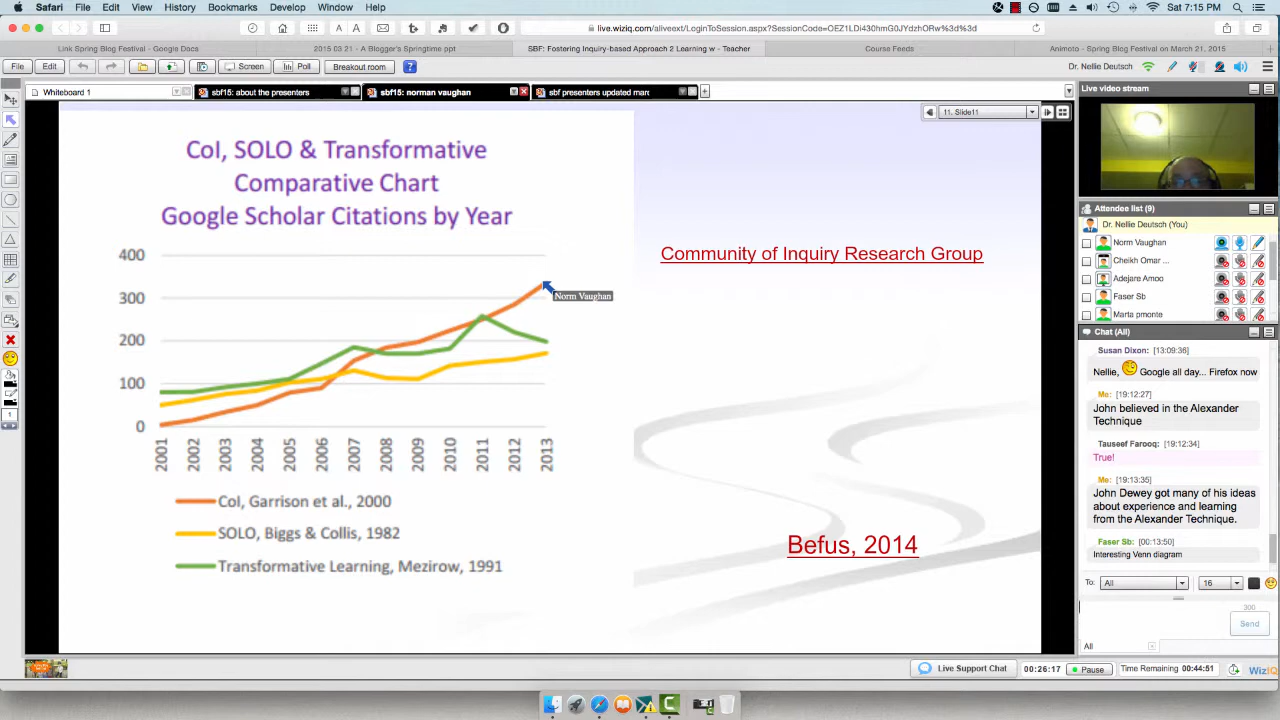 Safari File Edit View History Bookmarks Develop Window Help
Sat 7:15 PM
live.wiziq.com/aliveext/LoginToSession.aspx?SessionCode=OEZ1LDi430hmG0JYdzhORw%3d%3d
Link Spring Blog Festival - Google Docs
2015 03 21 - A Blogger's Springtime ppt
SBF: Fostering Inquiry-based Approach 2 Learning w - Teacher
Course Feeds
Animoto - Spring Blog Festival on March 21, 2015
File Edit Screen Poll Breakout room ?
Dr. Nellie Deutsch
Whiteboard 1
sbf15: about the presenters
sbf15: norman vaughan
sbf presenters updated marc
11. Slide11
CoI, SOLO & Transformative
Comparative Chart
Google Scholar Citations by Year
400
300
200
100
0
2001 2002 2003 2004 2005 2006 2007 2008 2009 2010 2011 2012 2013
Norm Vaughan
CoI, Garrison et al., 2000
SOLO, Biggs & Collis, 1982
Transformative Learning, Mezirow, 1991
Community of Inquiry Research Group
Befus, 2014
1
Live video stream
Attendee list (9)
Dr. Nellie Deutsch (You)
Norm Vaughan
Cheikh Omar ...
Adejare Amoo
Faser Sb
Marta pmonte
Chat (All)
Susan Dixon: [13:09:36]
Nellie, Google all day... Firefox now
Me: [19:12:27]
John believed in the Alexander
Technique
Tauseef Farooq: [19:12:34]
True!
Me: [19:13:35]
John Dewey got many of his ideas
about experience and learning
from the Alexander Technique.
Faser Sb: [00:13:50]
Interesting Venn diagram
To: All 16
300
Send
All
Live Support Chat
00:26:17 Pause
Time Remaining 00:44:51
WizIQ